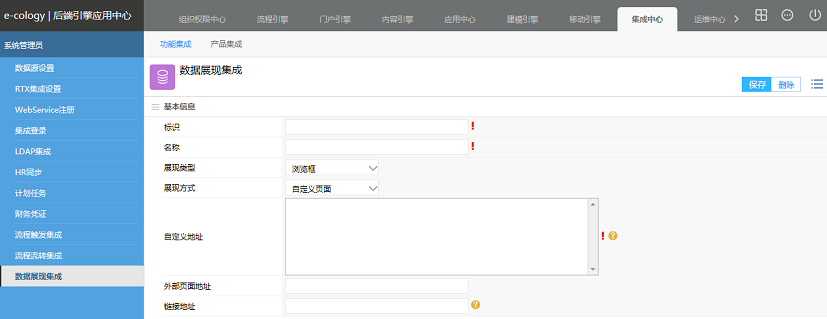 e-cology | 后端引擎应用中心
组织权限中心 流程引擎 门户引擎 内容引擎 应用中心 建模引擎 移动引擎 集成中心 运维中心
系统管理员
功能集成 产品集成
数据源设置
RTX集成设置
WebService注册
集成登录
LDAP集成
HR同步
计划任务
财务凭证
流程触发集成
流程流转集成
数据展现集成
数据展现集成
保存 删除
基本信息
标识
名称
展现类型 浏览框
展现方式 自定义页面
自定义地址
外部页面地址
链接地址